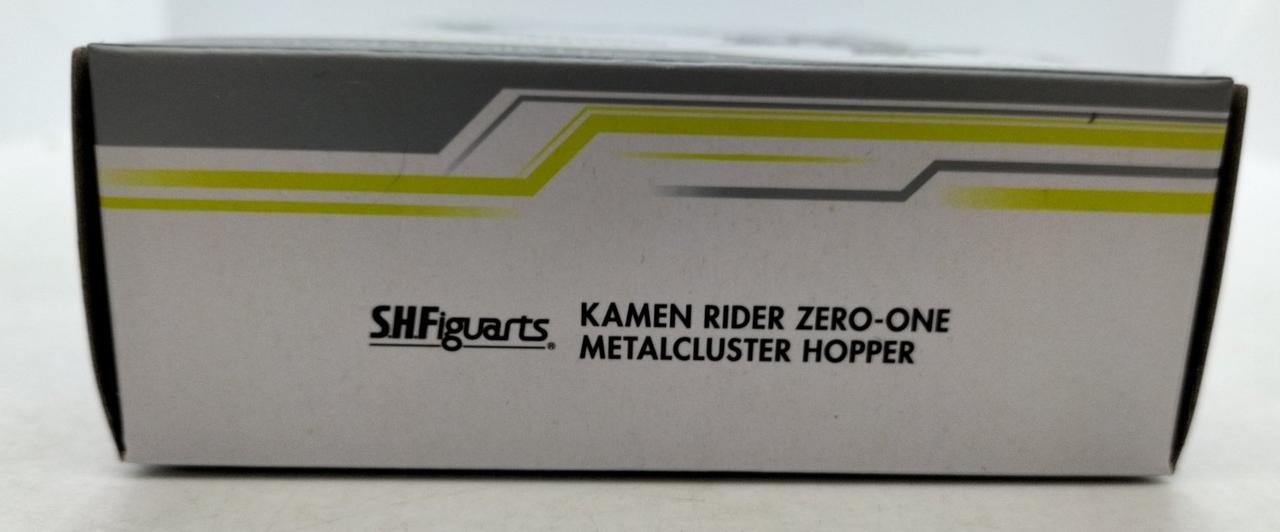 S.H.Figuarts® KAMEN RIDER ZERO-ONE
METALCLUSTER HOPPER